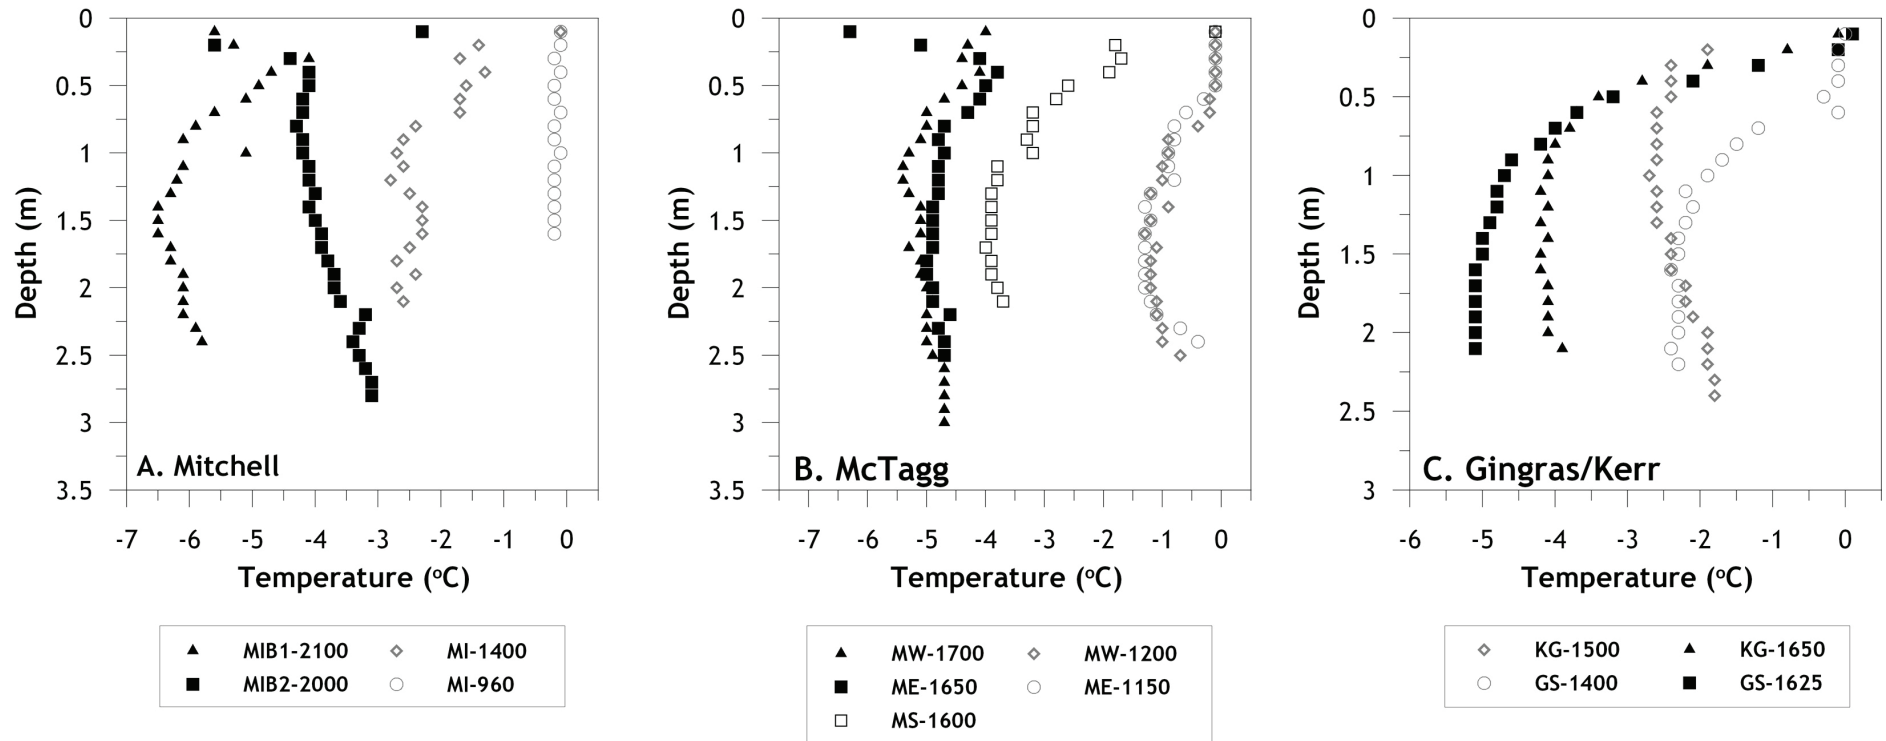 0
0.5
1
1.5
2
2.5
3
3.5
Depth (m)
A. Mitchell
-7 -6 -5 -4 -3 -2 -1 0
Temperature (°C)
MIB1-2100 MI-1400
MIB2-2000 MI-960
0
0.5
1
1.5
2
2.5
3
3.5
Depth (m)
B. McTagg
-7 -6 -5 -4 -3 -2 -1 0
Temperature (°C)
MW-1700 MW-1200
ME-1650 ME-1150
MS-1600
0
0.5
1
1.5
2
2.5
3
Depth (m)
C. Gingras/Kerr
-6 -5 -4 -3 -2 -1 0
Temperature (°C)
KG-1500 KG-1650
GS-1400 GS-1625